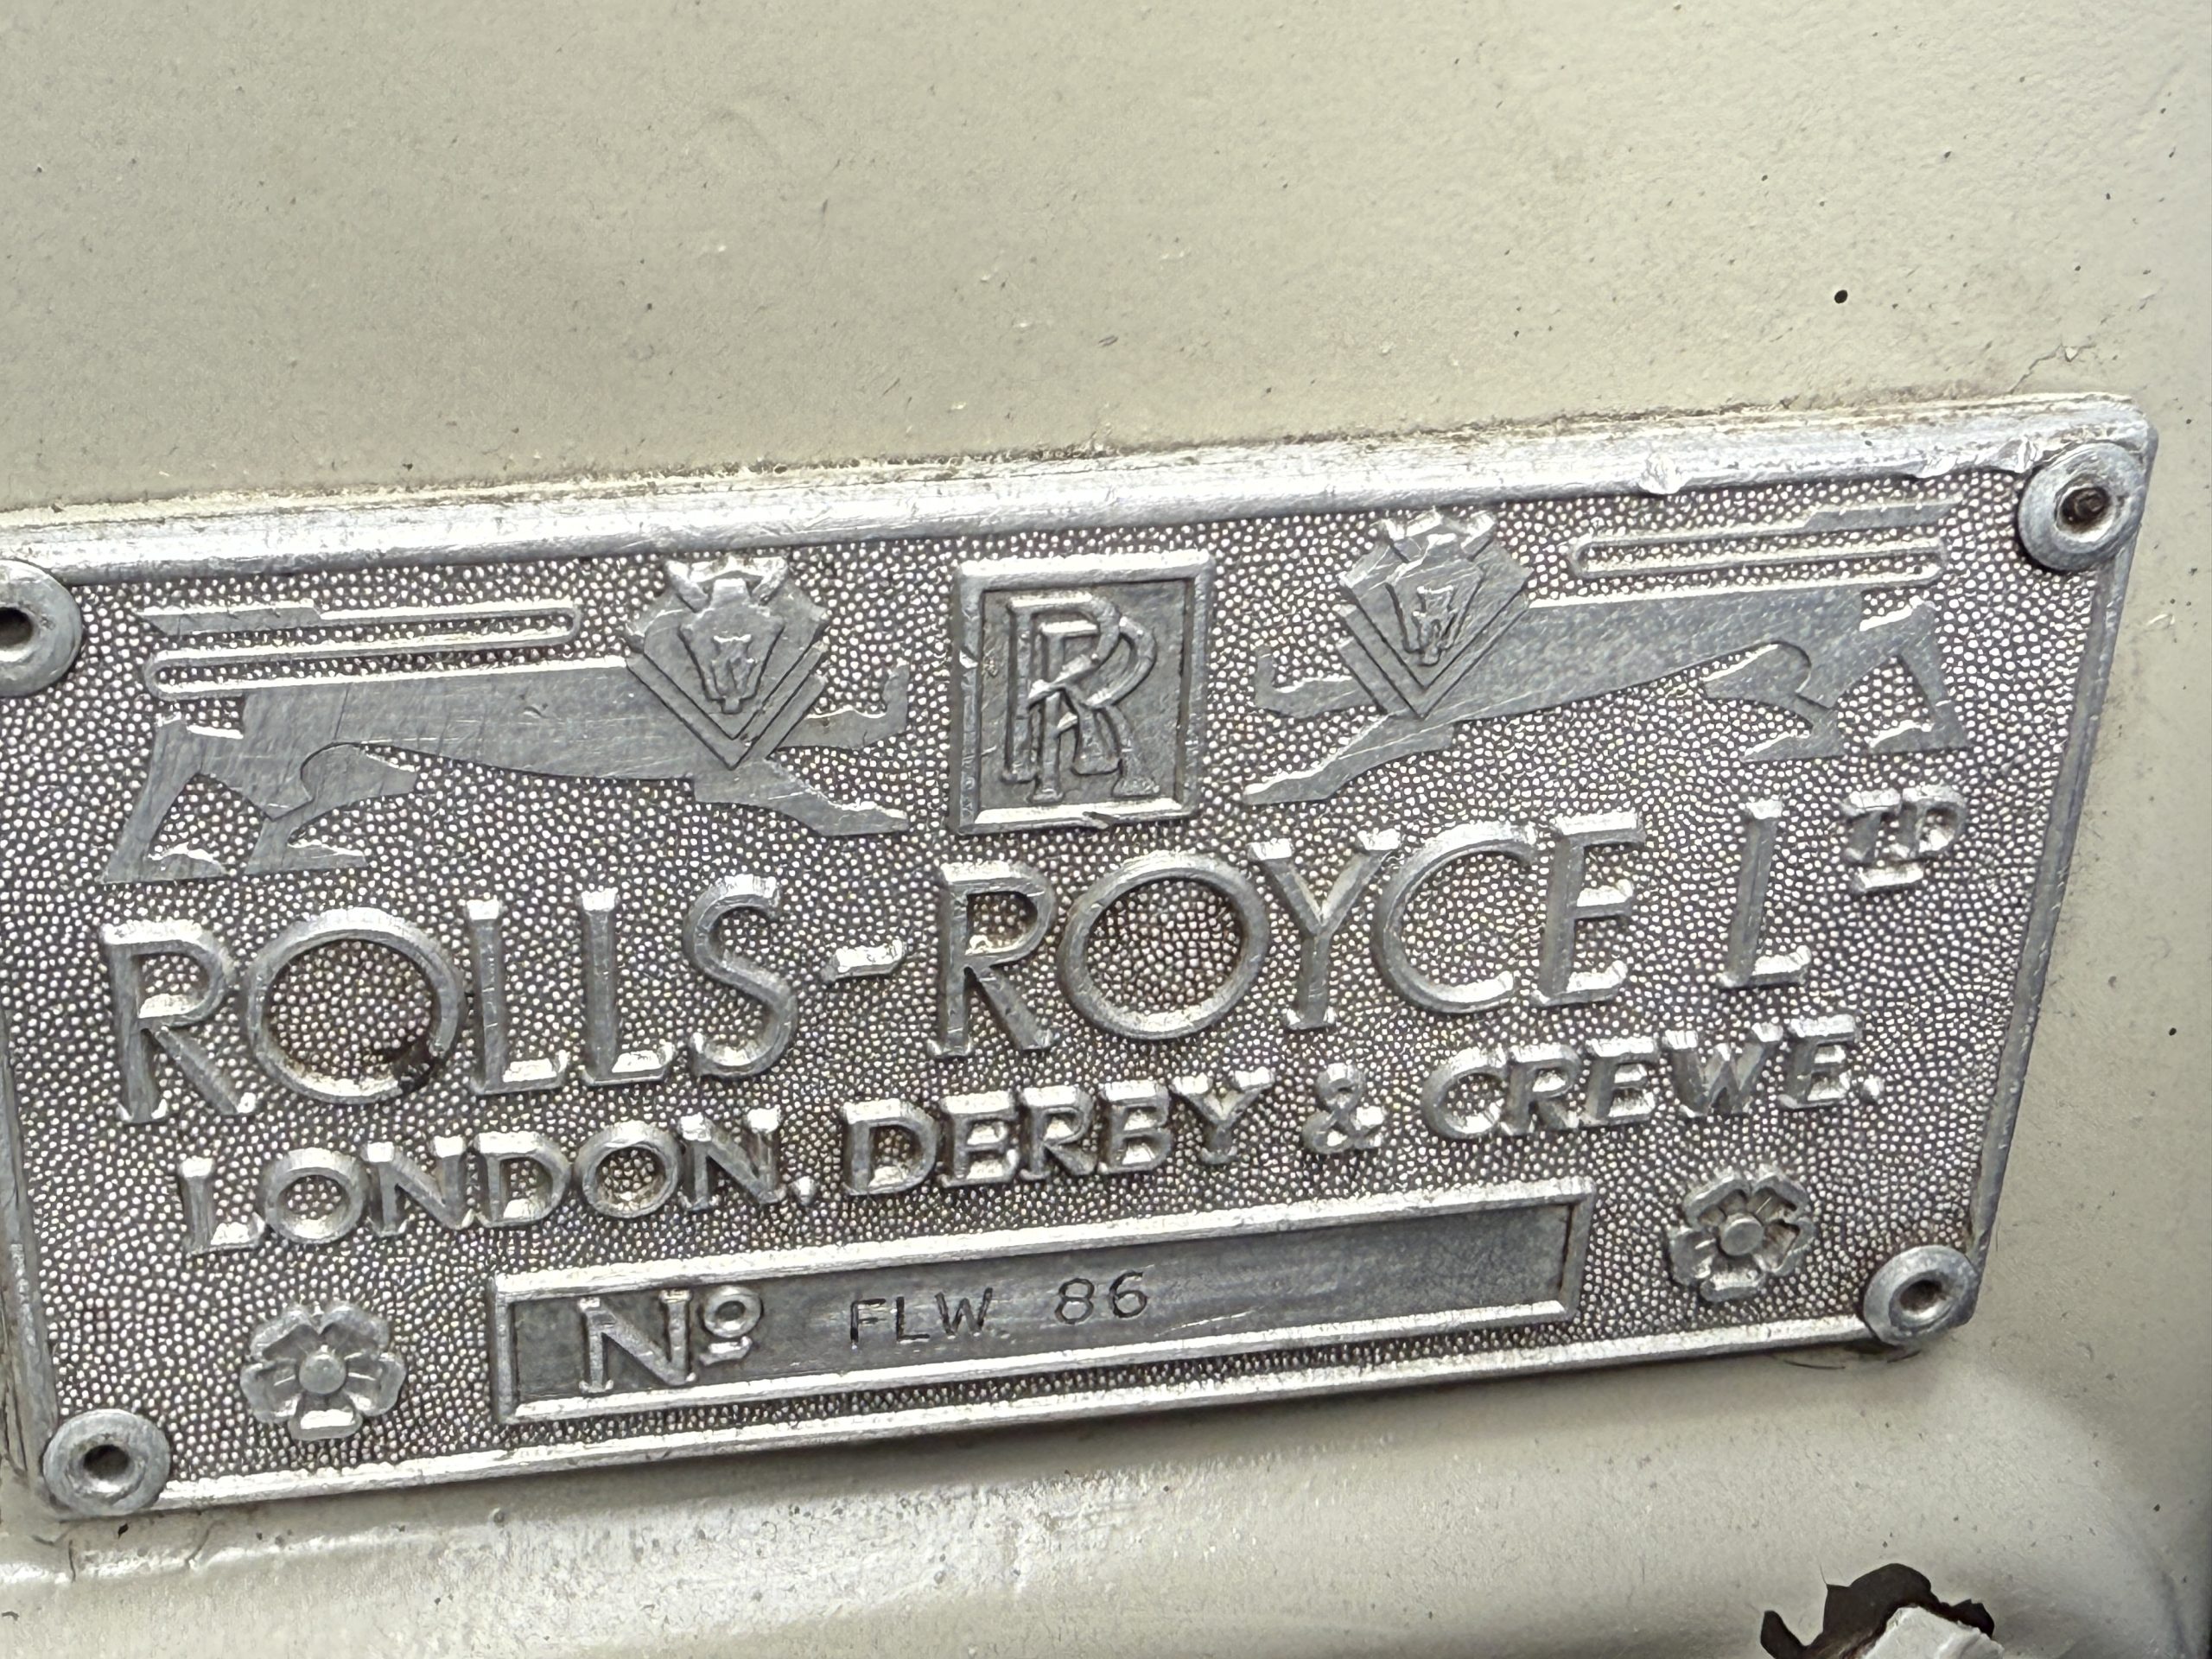 RR
ROLLS-ROYCE LTD
LONDON, DERBY & CREWE.
No FLW 86